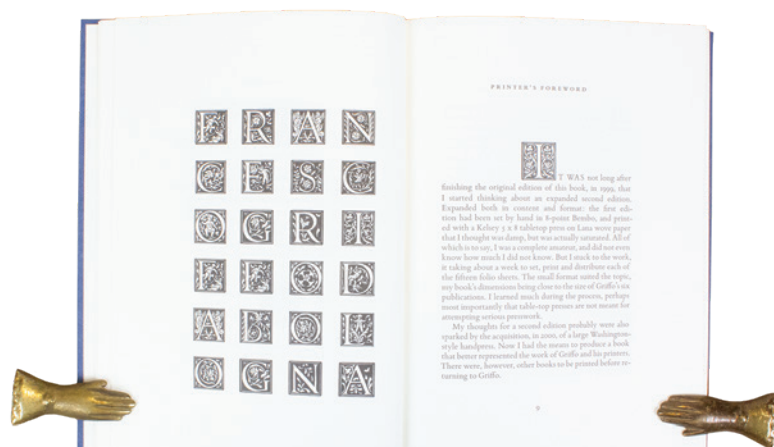 F R A N
C E S C
O G R I
F F O D
A B O L
O G N A
PRINTER'S FOREWORD
I T WAS not long after
finishing the original edition of this book, in 1999, that
I started thinking about an expanded second edition.
Expanded both in content and format: the first edi-
tion had been set by hand in 8-point Bembo, and print-
ed with a Kelsey 5 x 8 tabletop press on Lana wove paper
that I thought was damp, but was actually saturated. All of
which is to say, I was a complete amateur, and did not even
know how much I did not know. But I stuck to the work,
it taking about a week to set, print and distribute each of
the fifteen folio sheets. The small format suited the topic,
my book's dimensions being close to the size of Griffo's six
publications. I learned much during the process, perhaps
most importantly that table-top presses are not meant for
attempting serious presswork.
My thoughts for a second edition probably were also
sparked by the acquisition, in 2000, of a large Washington-
style handpress. Now I had the means to produce a book
that better represented the work of Griffo and his printers.
There were, however, other books to be printed before re-
turning to Griffo.
9